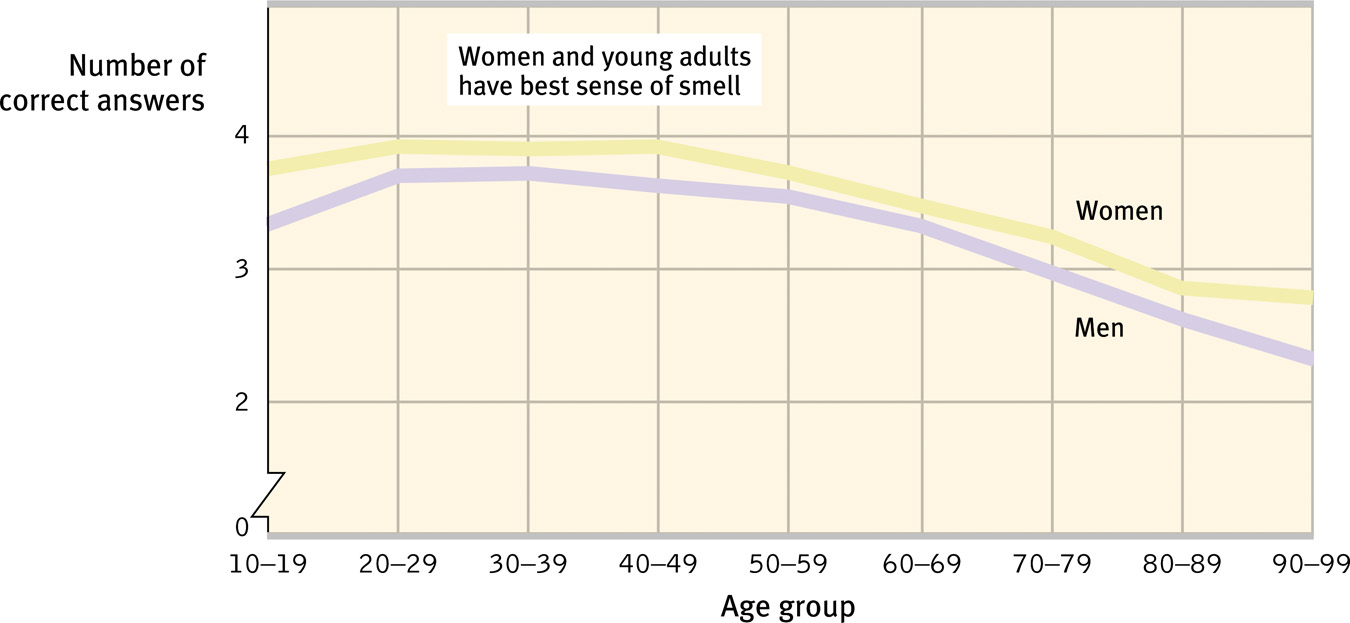 Number of
correct answers
Women and young adults
have best sense of smell
4
3
2
0
Women
Men
10–19 20–29 30–39 40–49 50–59 60–69 70–79 80–89 90–99
Age group